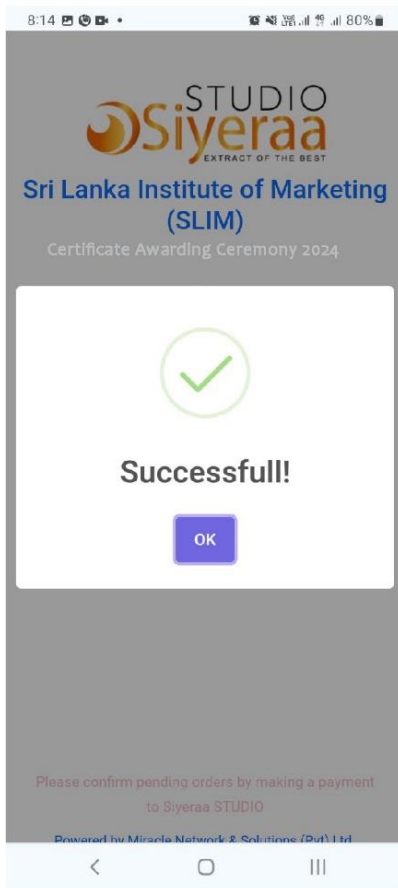 8:14 80%
STUDIO
Siyeraa
EXTRACT OF THE BEST
Sri Lanka Institute of Marketing
(SLIM)
Certificate Awarding Ceremony 2024
Successfull!
OK
Please confirm pending orders by making a payment
to Siyeraa STUDIO
Powered by Miracle Network & Solutions (Pvt) Ltd